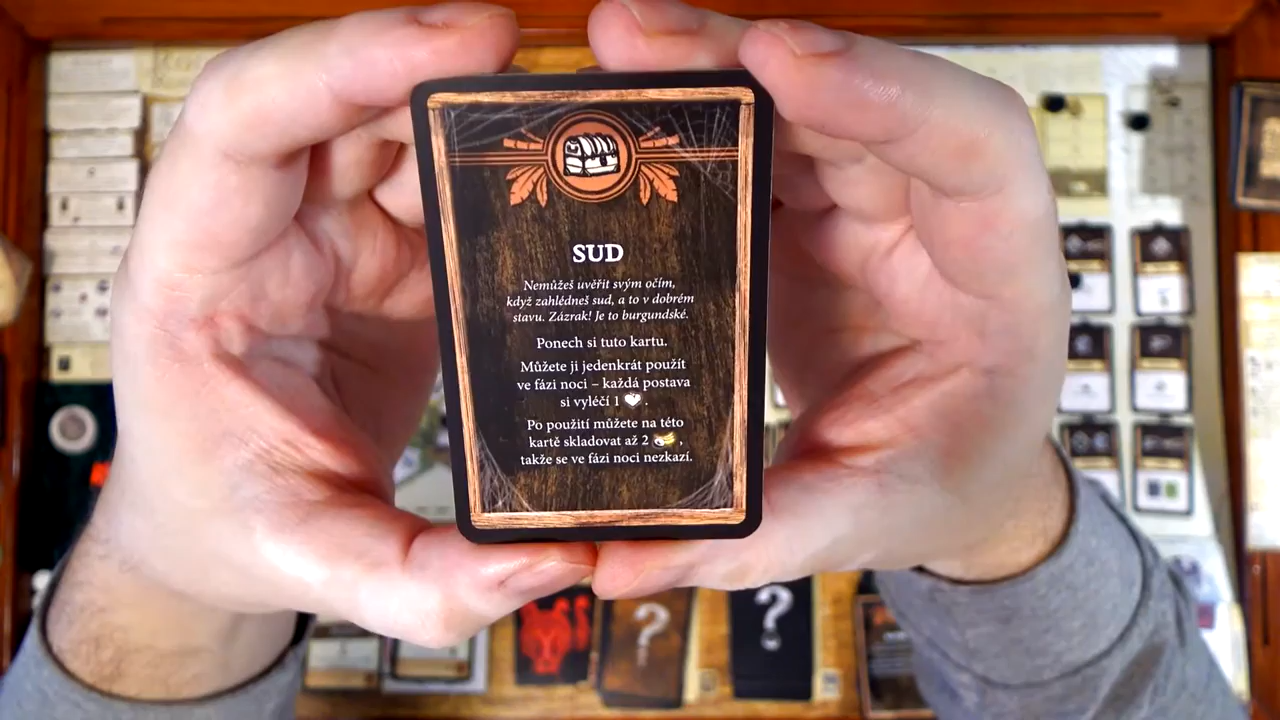 SUD
Nemůžeš uvěřit svým očím,
když zahlédneš sud, a to v dobrém
stavu. Zázrak! Je to burgundské.
Ponech si tuto kartu.
Můžete ji jedenkrát použít
ve fázi noci – každá postava
si vyléčí 1 .
Po použití můžete na této
kartě skladovat až 2 ,
takže se ve fázi noci nezkazí.
?
?